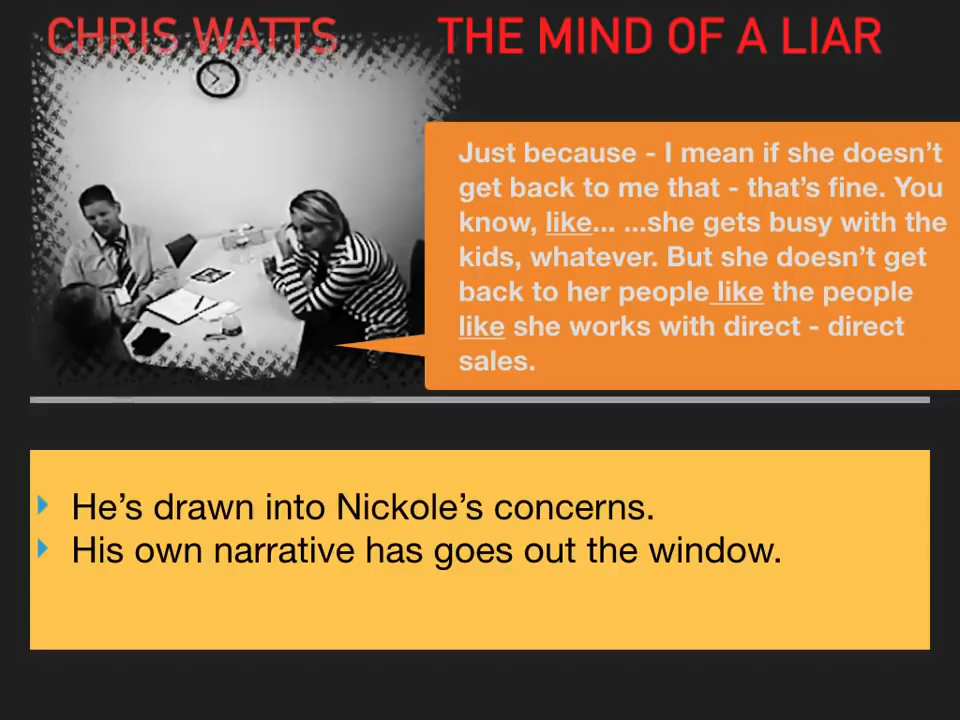 CHRIS WATTS THE MIND OF A LIAR
Just because - I mean if she doesn’t
get back to me that - that’s fine. You
know, like... ...she gets busy with the
kids, whatever. But she doesn’t get
back to her people like the people
like she works with direct - direct
sales.
He’s drawn into Nickole’s concerns.
His own narrative has goes out the window.